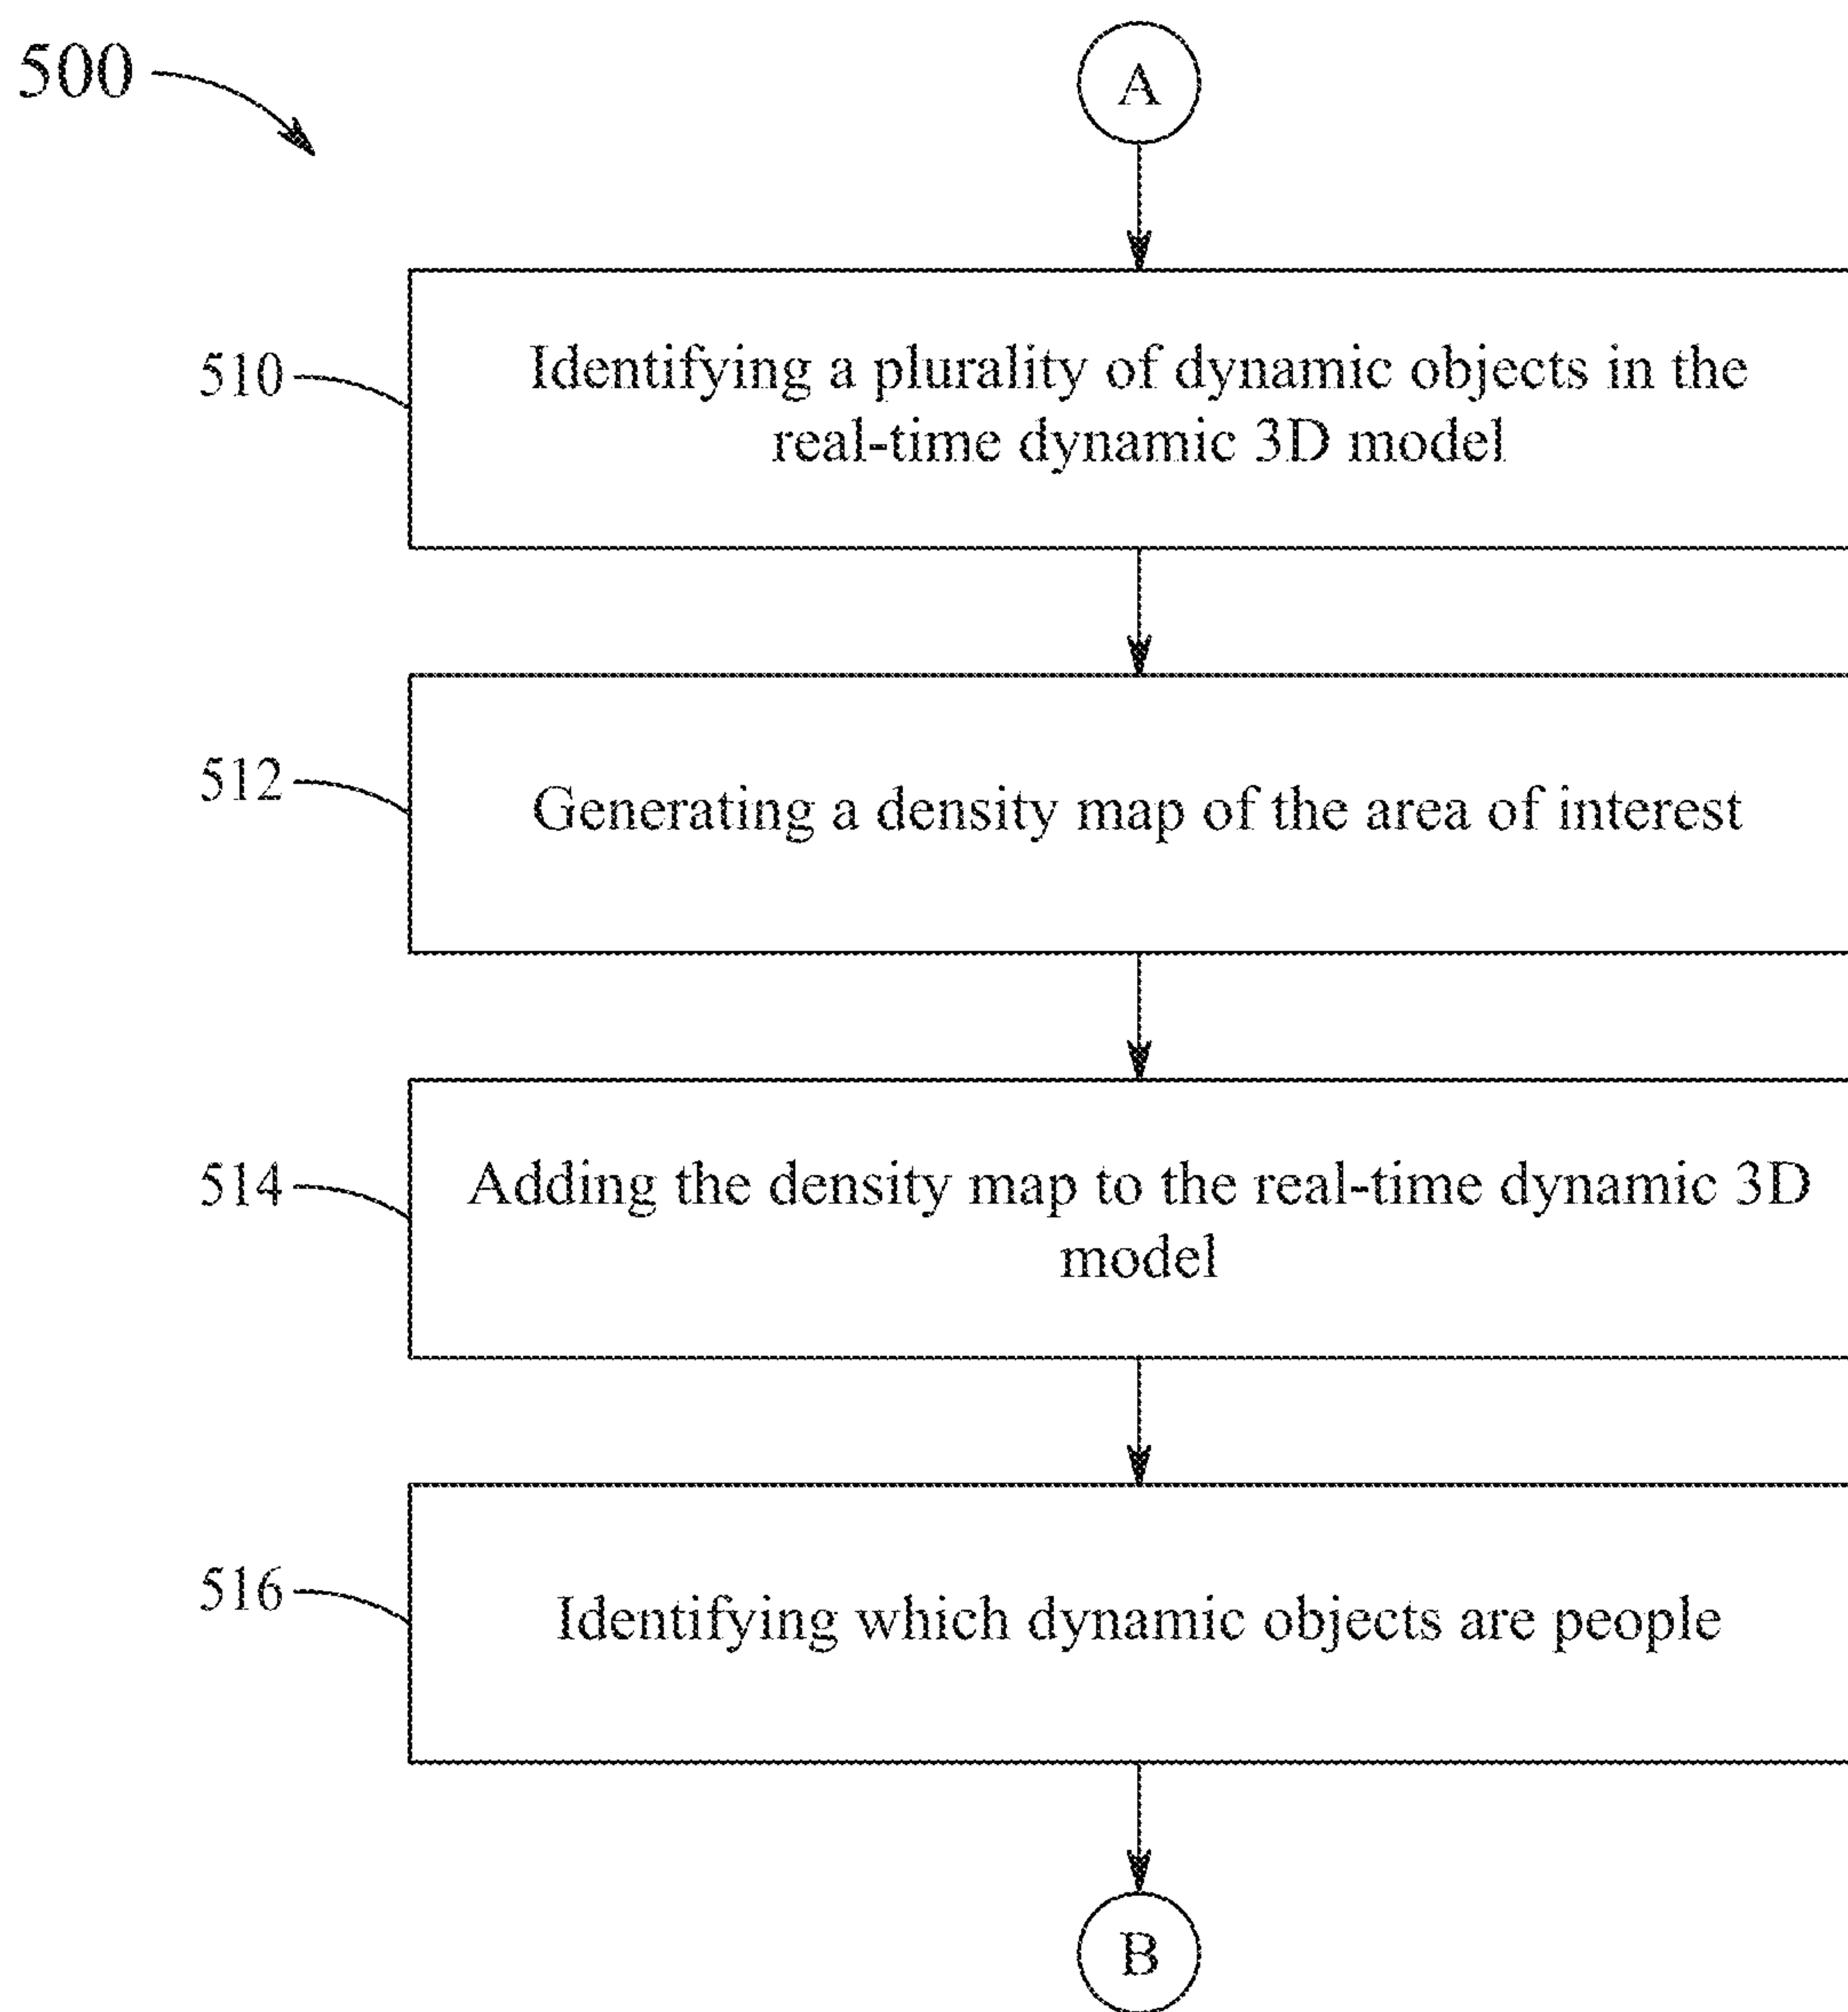 500
A
510
Identifying a plurality of dynamic objects in the
real-time dynamic 3D model
512
Generating a density map of the area of interest
514
Adding the density map to the real-time dynamic 3D
model
516
Identifying which dynamic objects are people
B